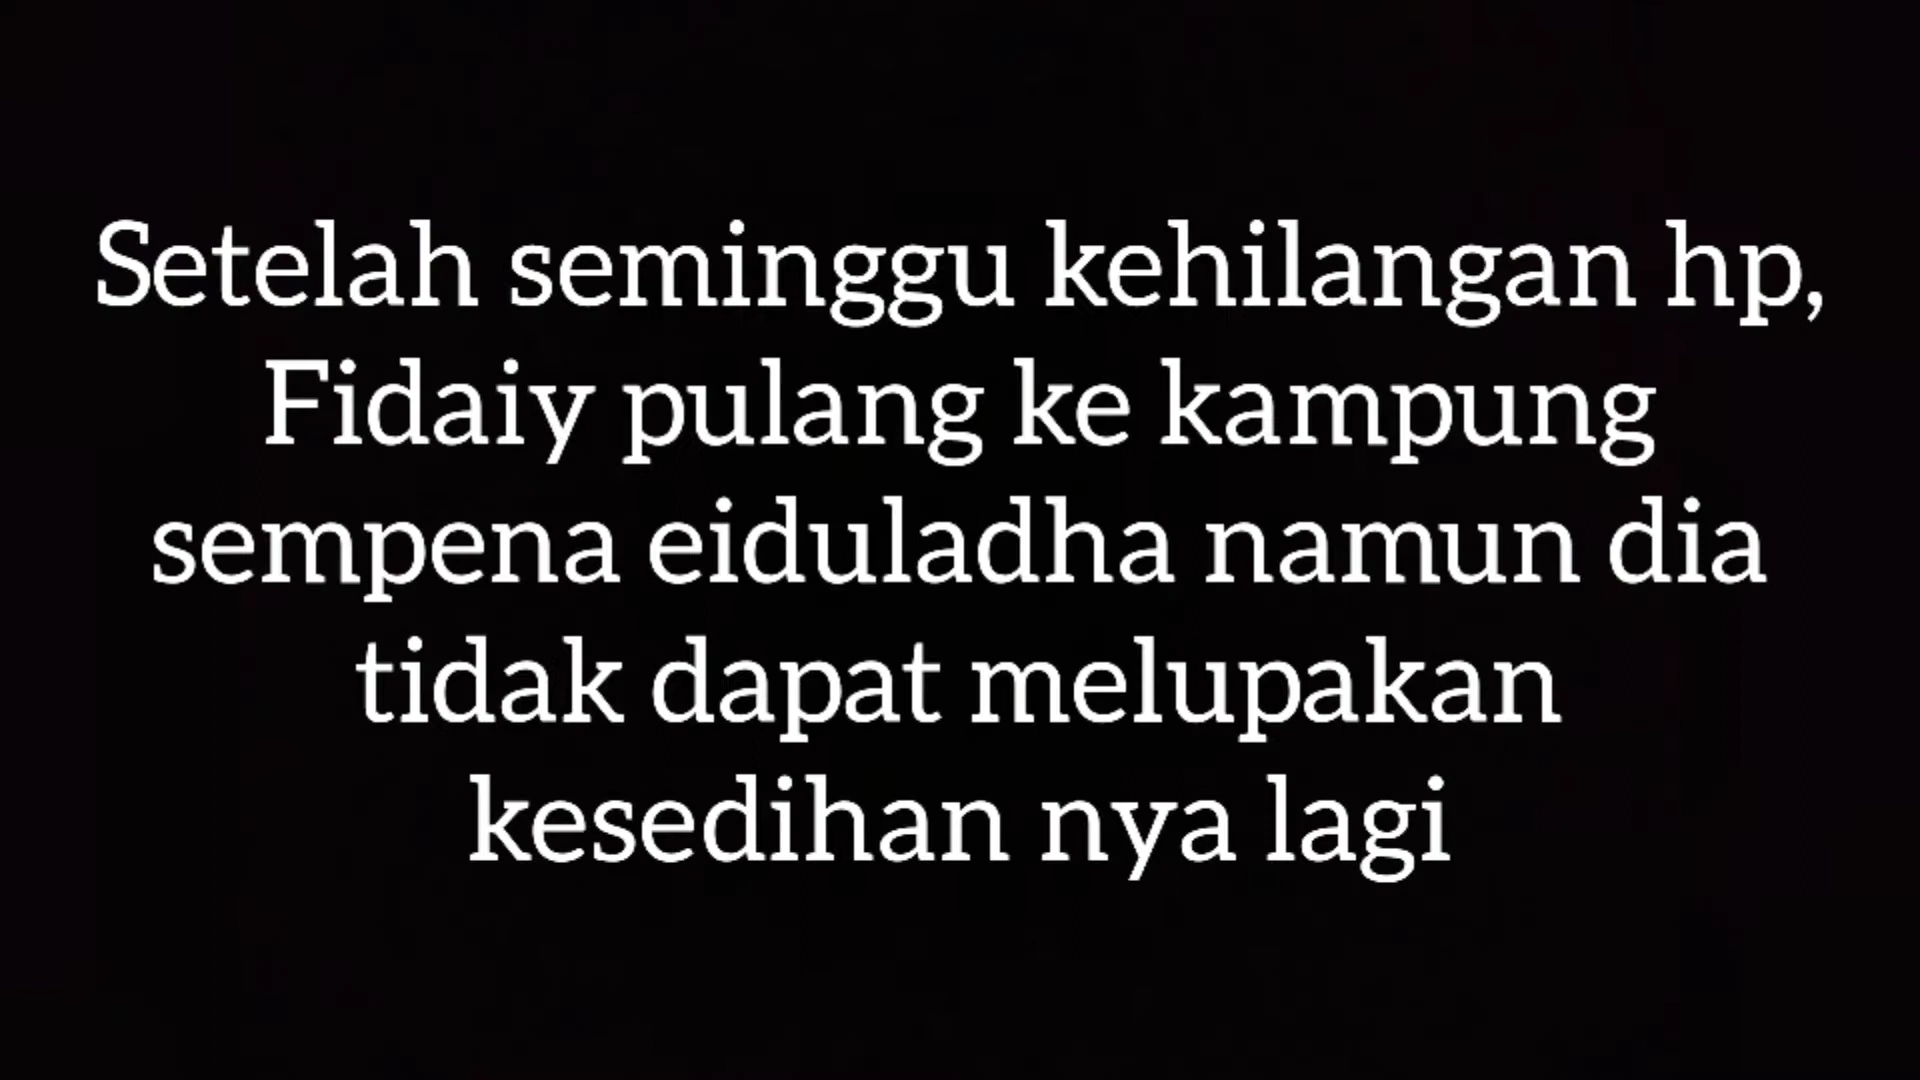 Setelah seminggu kehilangan hp,
Fidaiy pulang ke kampung
sempena eiduladha namun dia
tidak dapat melupakan
kesedihan nya lagi